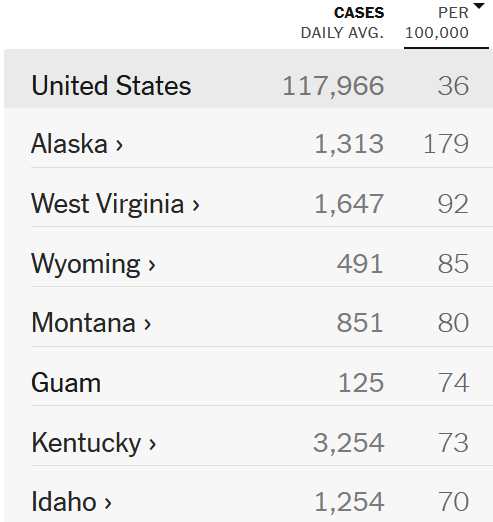 CASES PER
DAILY AVG. 100,000
United States 117,966 36
Alaska › 1,313 179
West Virginia › 1,647 92
Wyoming › 491 85
Montana › 851 80
Guam 125 74
Kentucky › 3,254 73
Idaho › 1,254 70